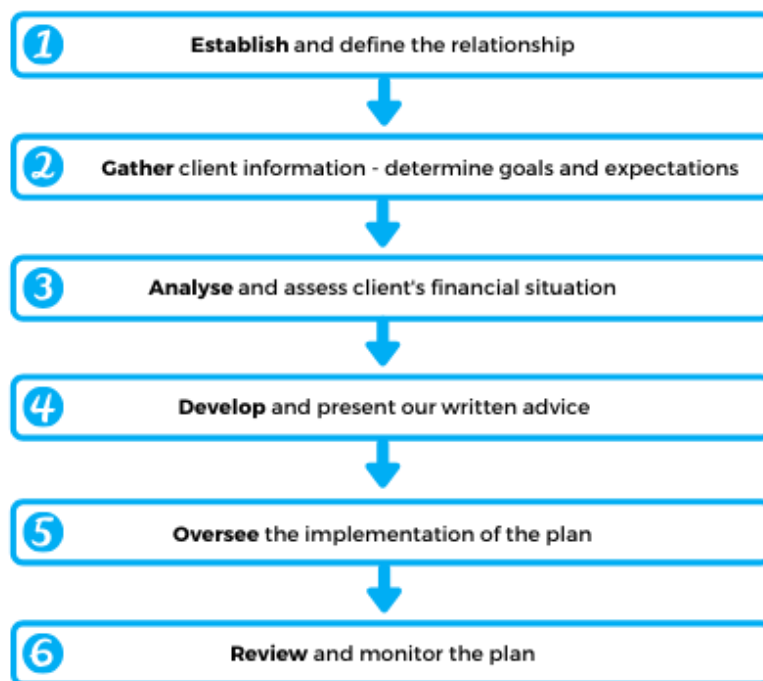 1 Establish and define the relationship
2 Gather client information - determine goals and expectations
3 Analyse and assess client's financial situation
4 Develop and present our written advice
5 Oversee the implementation of the plan
6 Review and monitor the plan